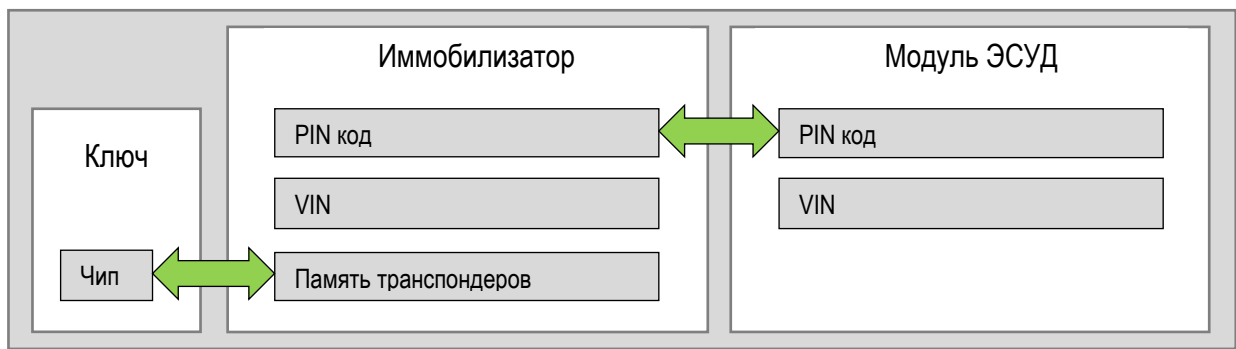 Иммобилизатор
Модуль ЭСУД
Ключ
PIN код
PIN код
VIN
VIN
Чип
Память транспондеров